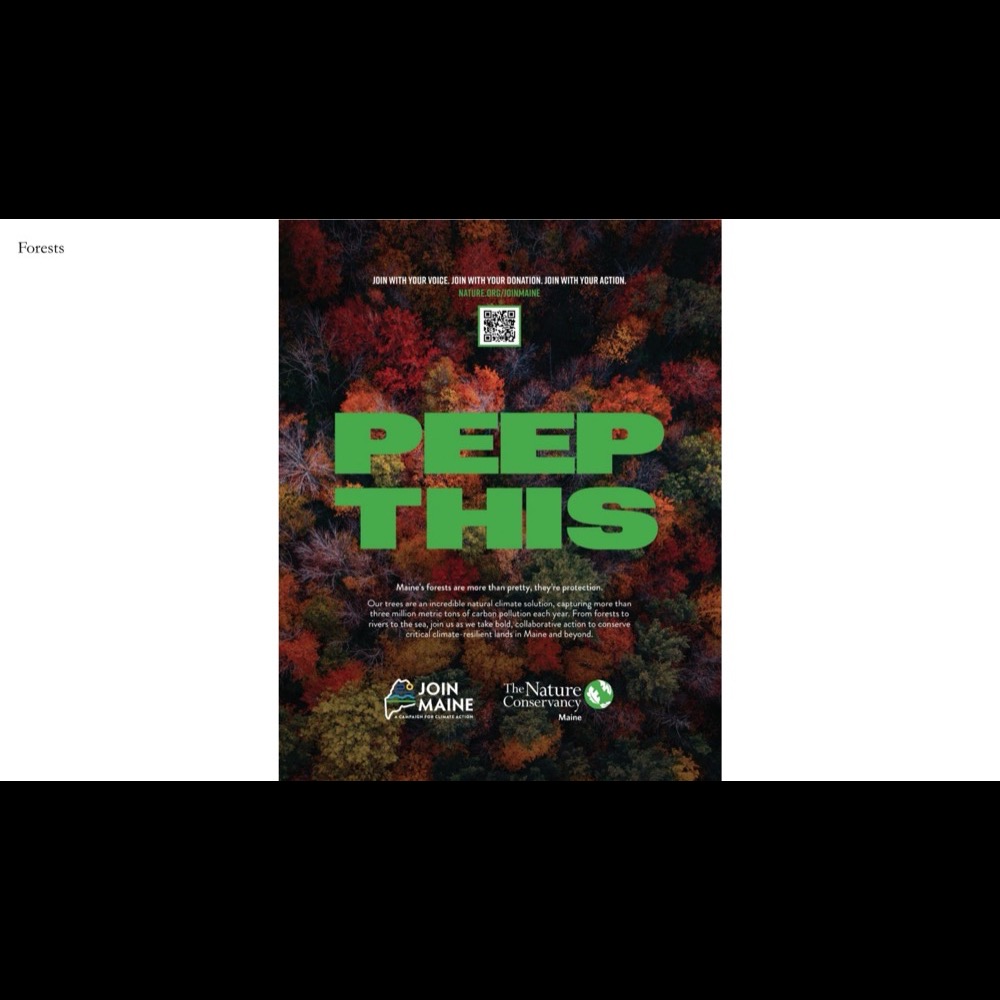 Forests
JOIN WITH YOUR VOICE. JOIN WITH YOUR DONATION. JOIN WITH YOUR ACTION.
NATURE.ORG/JOINMAINE
PEEP
THIS
Maine's forests are more than pretty, they're protection.
Our trees are an incredible natural climate solution, capturing more than
three million metric tons of carbon pollution each year. From forests to
rivers to the sea, join us as we take bold, collaborative action to conserve
critical climate-resilient lands in Maine and beyond.
JOIN
MAINE
A CAMPAIGN FOR CLIMATE ACTION
The Nature
Conservancy
Maine